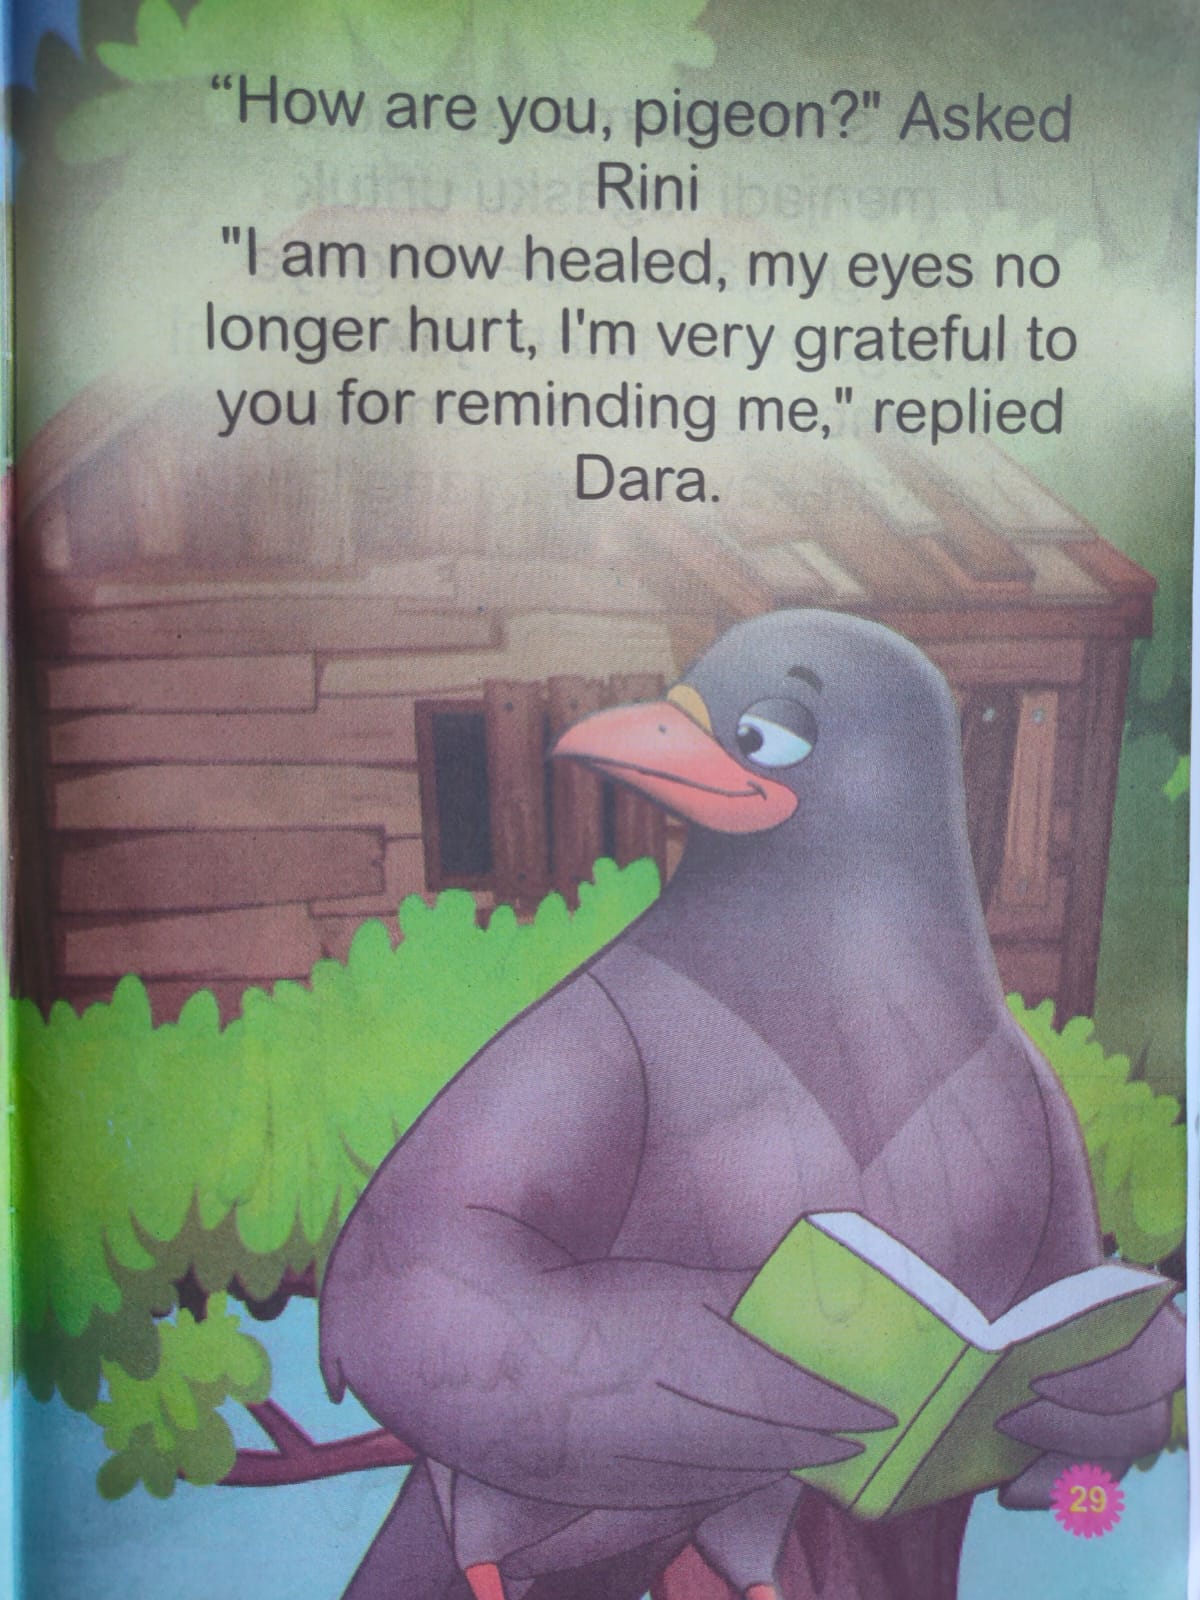 “How are you, pigeon?" Asked
Rini
"I am now healed, my eyes no
longer hurt, I'm very grateful to
you for reminding me," replied
Dara.
29